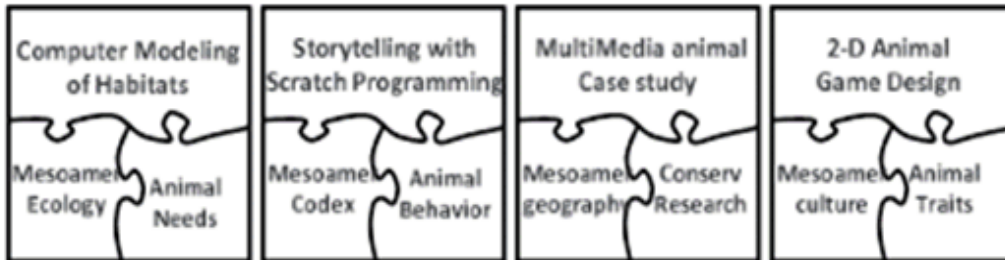 Computer Modeling
of Habitats
Mesoamer
Ecology
Animal
Needs
Storytelling with
Scratch Programming
Mesoamer
Codex
Animal
Behavior
MultiMedia animal
Case study
Mesoamer
geography
Conserv
Research
2-D Animal
Game Design
Mesoamer
culture
Animal
Traits